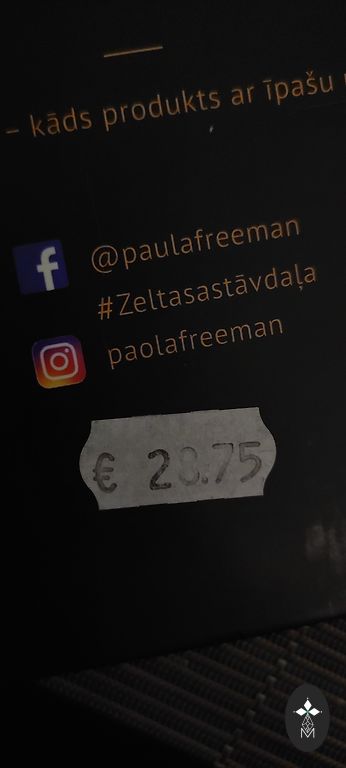 – kāds produkts ar īpašu
@paulafreeman
#Zeltasastāvdaļa
paolafreeman
€ 28.75
M